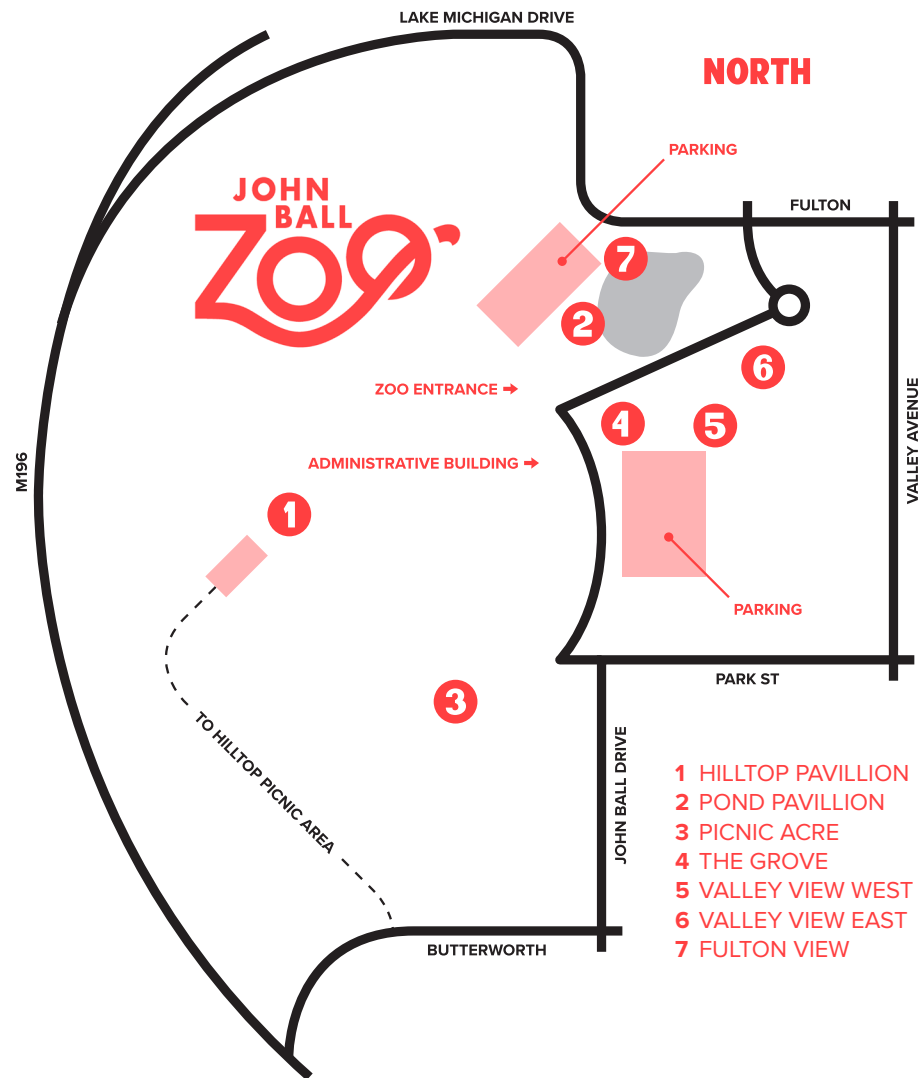 LAKE MICHIGAN DRIVE
NORTH
PARKING
JOHN
BALL
ZOO
FULTON
7
2
6
ZOO ENTRANCE
4
5
VALLEY AVENUE
ADMINISTRATIVE BUILDING
M196
1
PARKING
PARK ST
3
TO HILLTOP PICNIC AREA
JOHN BALL DRIVE
BUTTERWORTH
1 HILLTOP PAVILLION
2 POND PAVILLION
3 PICNIC ACRE
4 THE GROVE
5 VALLEY VIEW WEST
6 VALLEY VIEW EAST
7 FULTON VIEW